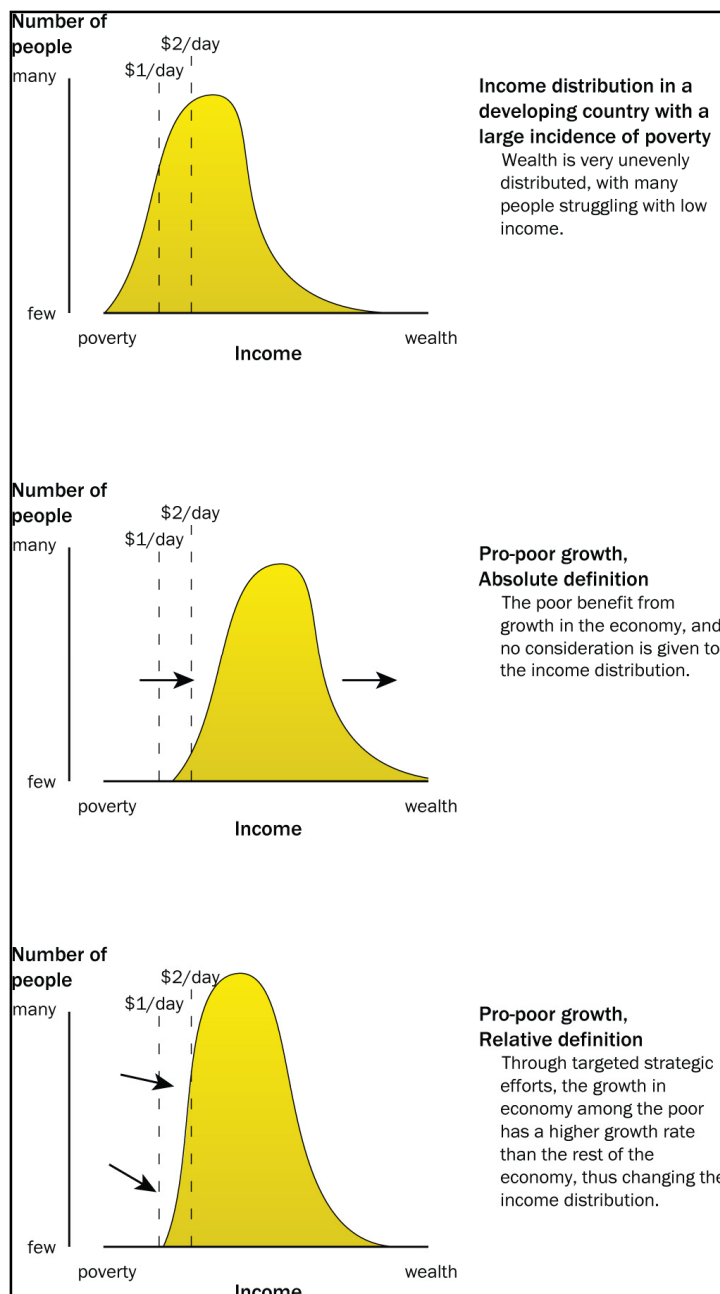 Number of
people
$2/day
$1/day
many
few
poverty
wealth
Income
Income distribution in a
developing country with a
large incidence of poverty
Wealth is very unevenly
distributed, with many
people struggling with low
income.
Number of
people
$2/day
$1/day
many
few
poverty
wealth
Income
Pro-poor growth,
Absolute definition
The poor benefit from
growth in the economy, and
no consideration is given to
the income distribution.
Number of
people
$2/day
$1/day
many
few
poverty
wealth
Income
Pro-poor growth,
Relative definition
Through targeted strategic
efforts, the growth in
economy among the poor
has a higher growth rate
than the rest of the
economy, thus changing the
income distribution.